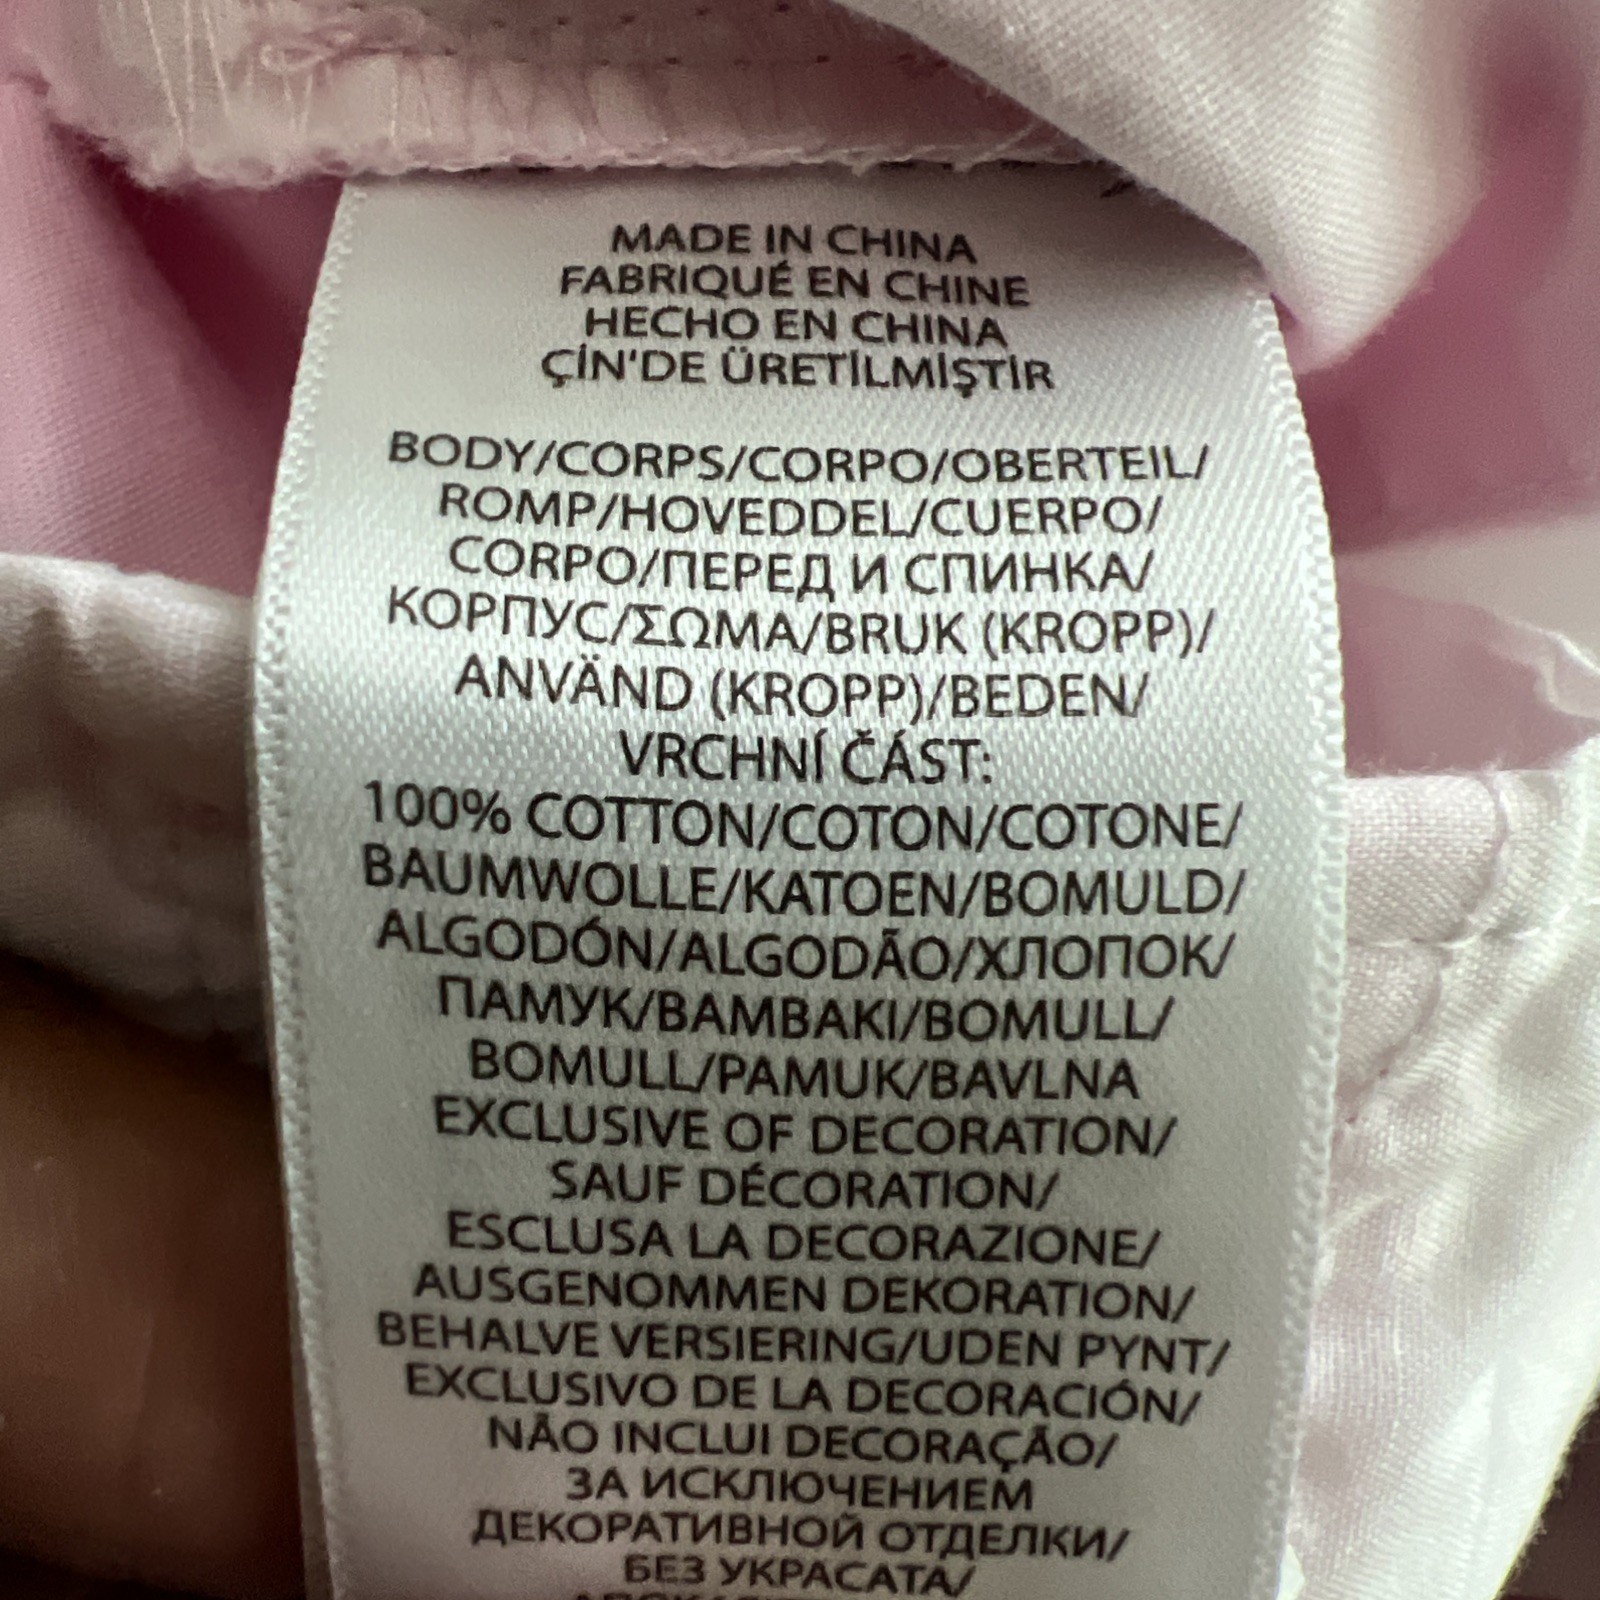 MADE IN CHINA
FABRIQUÉ EN CHINE
HECHO EN CHINA
ÇİN'DE ÜRETİLMİŞTİR
BODY/CORPS/CORPO/OBERTEIL/
ROMP/HOVEDDEL/CUERPO/
CORPO/ПЕРЕД И СПИНКА/
КОРПУС/ΣΩΜΑ/BRUK (KROPP)/
ANVÄND (KROPP)/BEDEN/
VRCHNÍ ČÁST:
100% COTTON/COTON/COTONE/
BAUMWOLLE/KATOEN/BOMULD/
ALGODÓN/ALGODÃO/ХЛОПОК/
ПАМУК/ΒΑΜΒΑΚΙ/BOMULL/
BOMULL/PAMUK/BAVLNA
EXCLUSIVE OF DECORATION/
SAUF DÉCORATION/
ESCLUSA LA DECORAZIONE/
AUSGENOMMEN DEKORATION/
BEHALVE VERSIERING/UDEN PYNT/
EXCLUSIVO DE LA DECORACIÓN/
NÃO INCLUI DECORAÇÃO/
ЗА ИСКЛЮЧЕНИЕМ
ДЕКОРАТИВНОЙ ОТДЕЛКИ/
БЕЗ УКРАСАТА/